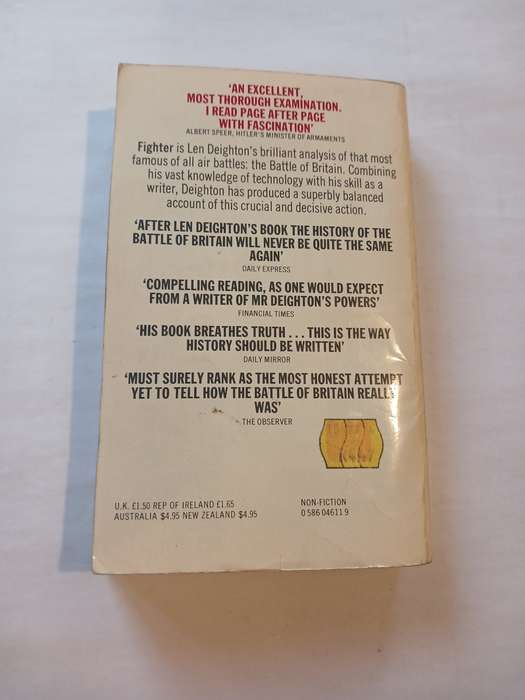 'AN EXCELLENT,
MOST THOROUGH EXAMINATION.
I READ PAGE AFTER PAGE
WITH FASCINATION'
ALBERT SPEER, HITLER'S MINISTER OF ARMAMENTS
Fighter is Len Deighton's brilliant analysis of that most
famous of all air battles: the Battle of Britain. Combining
his vast knowledge of technology with his skill as a
writer, Deighton has produced a superbly balanced
account of this crucial and decisive action.
'AFTER LEN DEIGHTON'S BOOK THE HISTORY OF THE
BATTLE OF BRITAIN WILL NEVER BE QUITE THE SAME
AGAIN'
DAILY EXPRESS
'COMPELLING READING, AS ONE WOULD EXPECT
FROM A WRITER OF MR DEIGHTON'S POWERS'
FINANCIAL TIMES
'HIS BOOK BREATHES TRUTH . . . THIS IS THE WAY
HISTORY SHOULD BE WRITTEN'
DAILY MIRROR
'MUST SURELY RANK AS THE MOST HONEST ATTEMPT
YET TO TELL HOW THE BATTLE OF BRITAIN REALLY
WAS'
THE OBSERVER
U.K. £1.50 REP OF IRELAND £1.65
AUSTRALIA $4.95 NEW ZEALAND $4.95
NON-FICTION
0 586 04611 9